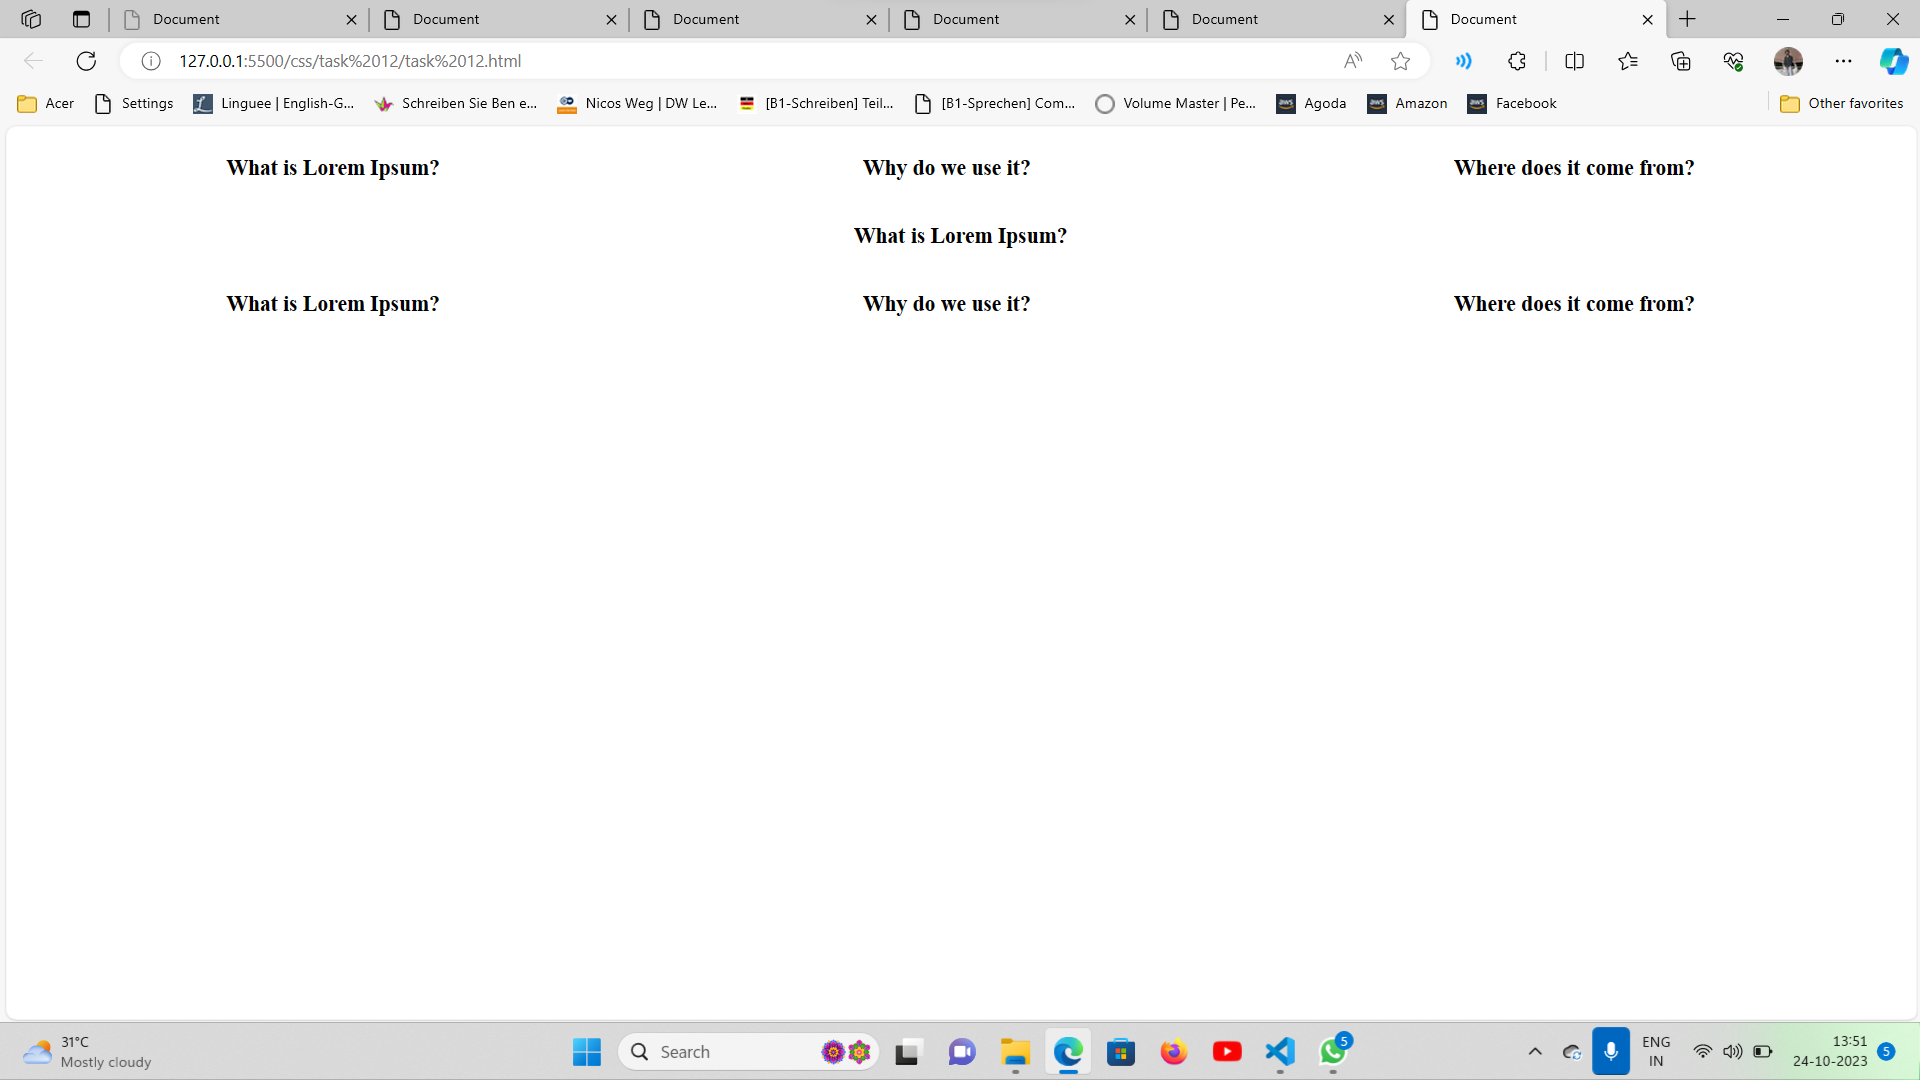 Document Document Document Document Document Document
127.0.0.1:5500/css/task%2012/task%2012.html
Acer Settings Linguee | English-G... Schreiben Sie Ben e... Nicos Weg | DW Le... [B1-Schreiben] Teil... [B1-Sprechen] Com... Volume Master | Pe... aws Agoda aws Amazon aws Facebook Other favorites
What is Lorem Ipsum? Why do we use it? Where does it come from?
What is Lorem Ipsum?
What is Lorem Ipsum? Why do we use it? Where does it come from?
31°C
Mostly cloudy
Search
5
ENG
IN
13:51
24-10-2023
5